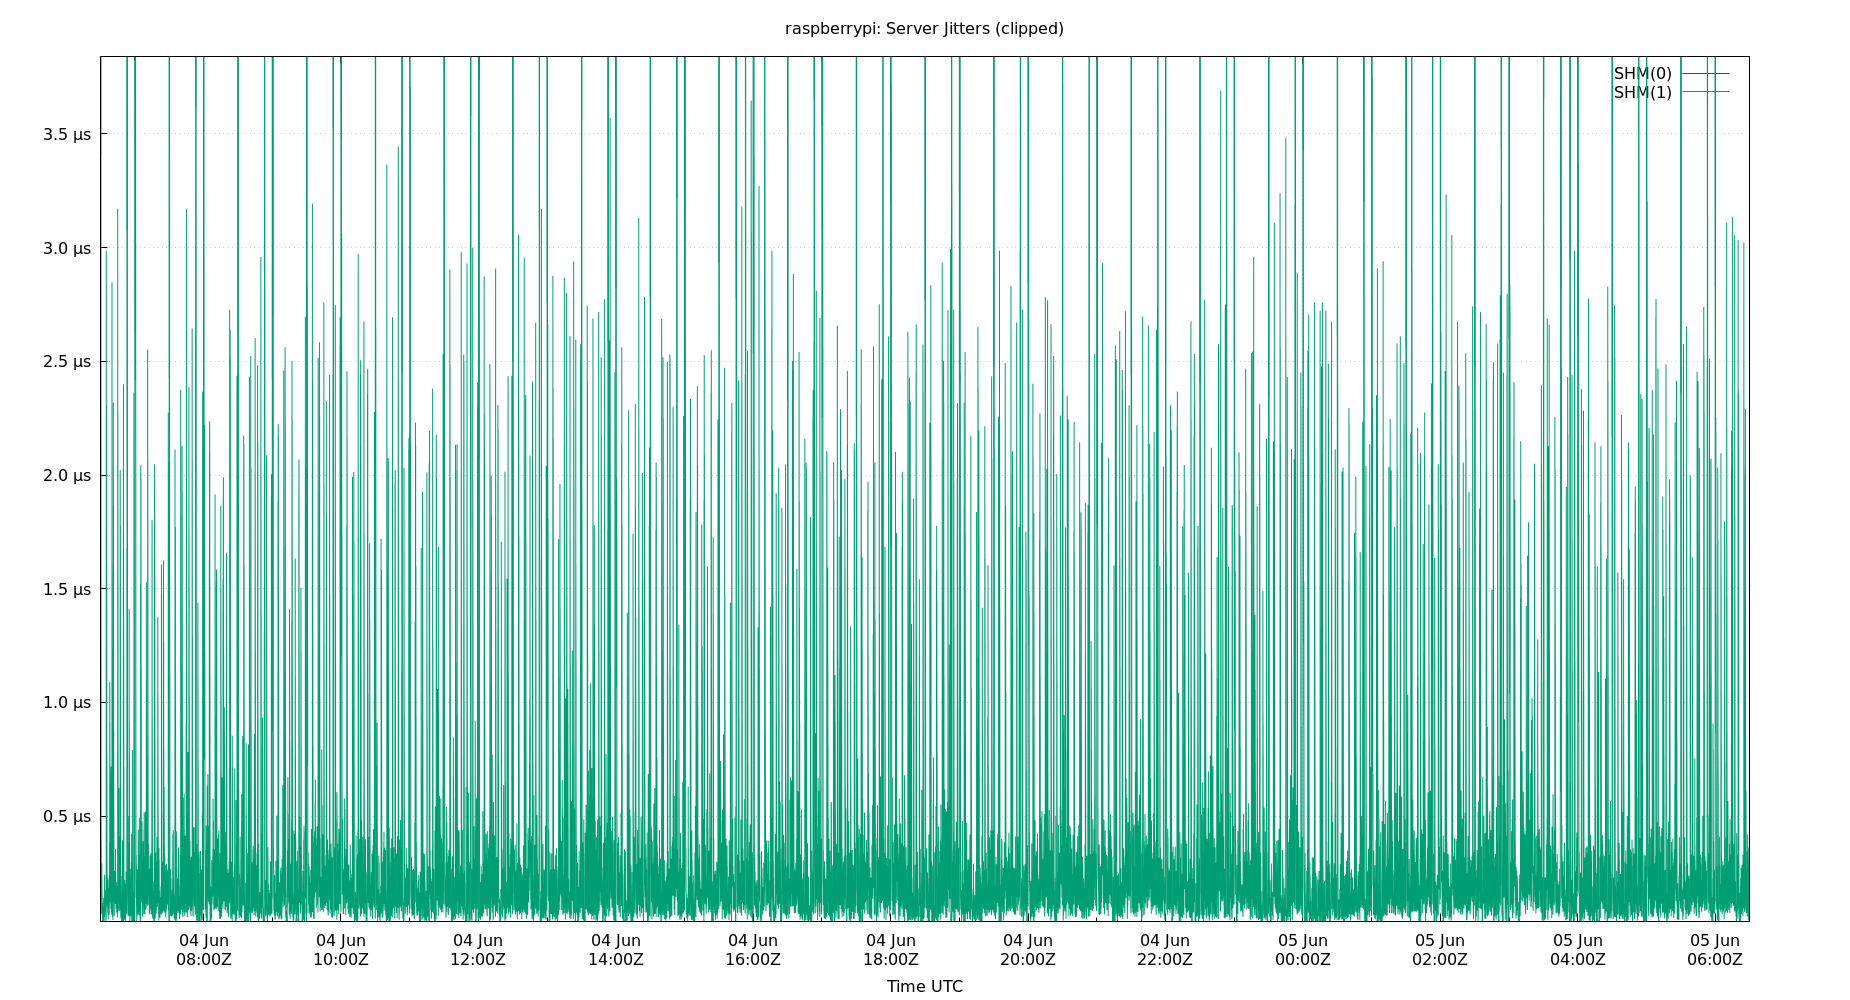 raspberrypi: Server Jitters (clipped)
SHM(0)
SHM(1)
3.5 µs
3.0 µs
2.5 µs
2.0 µs
1.5 µs
1.0 µs
0.5 µs
04 Jun 04 Jun 04 Jun 04 Jun 04 Jun 04 Jun 04 Jun 04 Jun 05 Jun 05 Jun 05 Jun 05 Jun
08:00Z 10:00Z 12:00Z 14:00Z 16:00Z 18:00Z 20:00Z 22:00Z 00:00Z 02:00Z 04:00Z 06:00Z
Time UTC